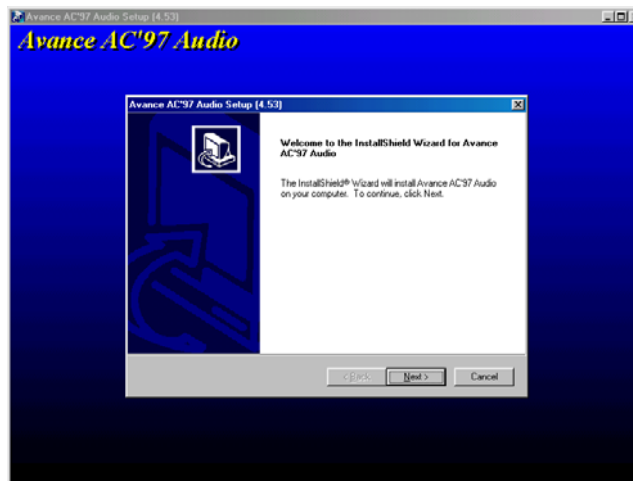 Avance AC'97 Audio Setup (4.53)
Avance AC'97 Audio
Avance AC'97 Audio Setup (4.53)
Welcome to the InstallShield Wizard for Avance
AC'97 Audio
The InstallShield® Wizard will install Avance AC'97 Audio
on your computer. To continue, click Next.
< Back
Next >
Cancel